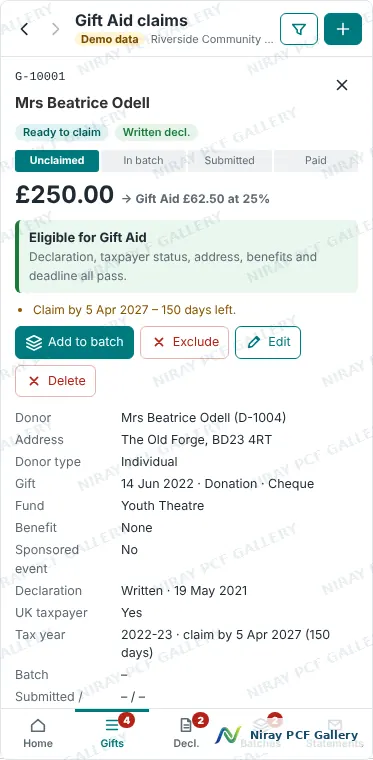 Gift Aid claims
Demo data Riverside Community ...
G-10001
Mrs Beatrice Odell
Ready to claim Written decl.
Unclaimed In batch Submitted Paid
£250.00 → Gift Aid £62.50 at 25%
Eligible for Gift Aid
Declaration, taxpayer status, address, benefits and
deadline all pass.
• Claim by 5 Apr 2027 – 150 days left.
Add to batch Exclude Edit
Delete
Donor Mrs Beatrice Odell (D-1004)
Address The Old Forge, BD23 4RT
Donor type Individual
Gift 14 Jun 2022 · Donation · Cheque
Fund Youth Theatre
Benefit None
Sponsored No
event
Declaration Written · 19 May 2021
UK taxpayer Yes
Tax year 2022-23 · claim by 5 Apr 2027 (150
days)
Batch –
Submitted / – / –
4 2
Home Gifts Decl. Batches Statements
Niray PCF Gallery
NIRAY PCF GALLERY